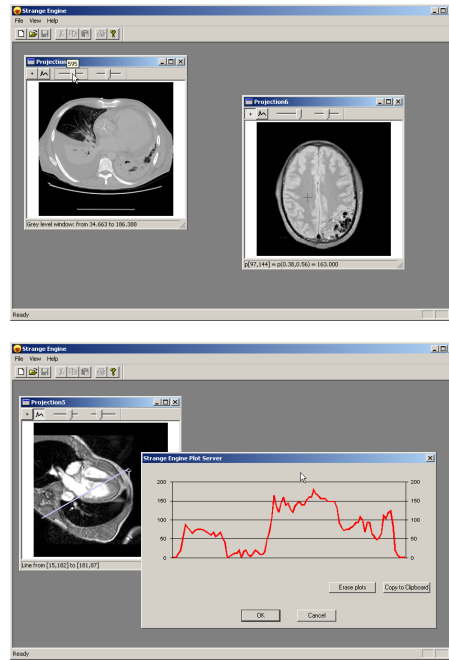 Strange Engine
File View Help
Projection
595
Grey level window: from 34.663 to 186.388
Projection6
p[97,144] = p(0.38,0.56) = 163.000
Ready
Strange Engine
File View Help
Projection5
Line from [15,182] to [181,87]
Strange Engine Plot Server
200 200
150 150
100 100
50 50
0 0
Erase plots Copy to Clipboard
OK Cancel
Ready